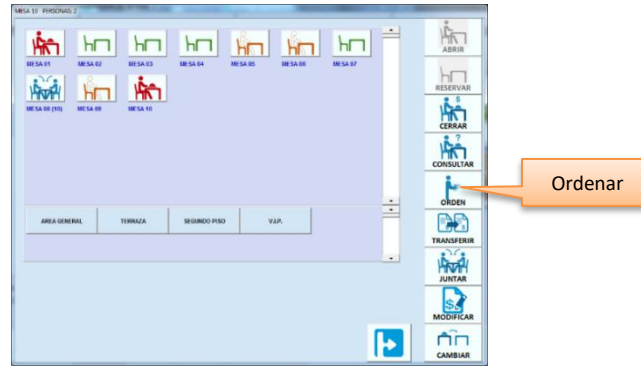 MESA 10 PERSONAS: 2
MESA 01 MESA 02 MESA 03 MESA 04 MESA 05 MESA 06 MESA 07
MESA 08 (10) MESA 09 MESA 10
AREA GENERAL TERRAZA SEGUNDO PISO V.I.P.
ABRIR
RESERVAR
CERRAR
CONSULTAR
ORDEN
TRANSFERIR
JUNTAR
MODIFICAR
CAMBIAR
Ordenar